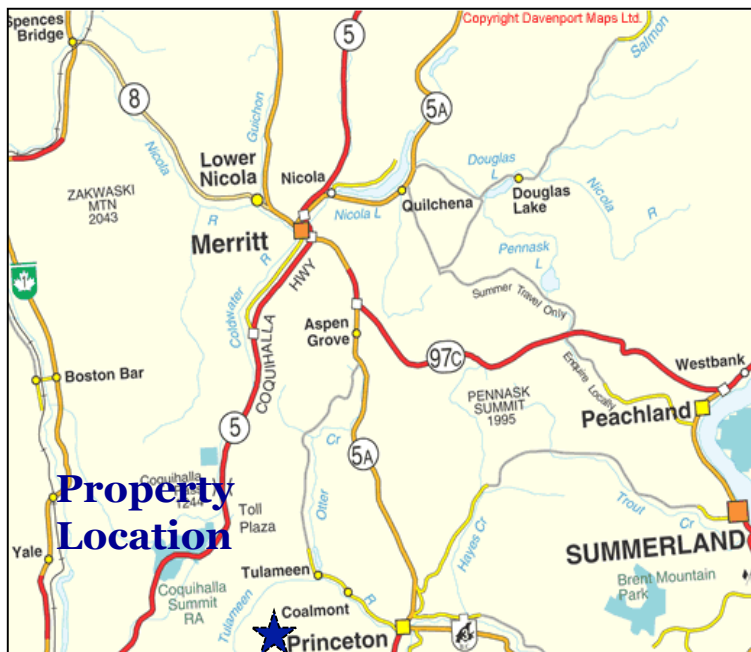 Copyright Davenport Maps Ltd.
Spences
Bridge
5
Salmon
8
5A
Guichon
Nicola
Lower
Nicola
Nicola
Douglas
L
Douglas
Lake
Nicola
R
ZAKWASKI
MTN
2043
R
Nicola L
Quilchena
Merritt
R
HWY
Pennask
L
1
Coldwater
COQUIHALLA
Summer Travel Only
Aspen
Grove
97C
Enquire Locally
Westbank
Boston Bar
PENNASK
SUMMIT
1995
Peachland
5
Cr
5A
Coquihalla
1244
Property
Location
Toll
Plaza
Otter
Hayes Cr
Trout
Cr
Yale
SUMMERLAND
Tulameen
Coquihalla
Summit
RA
Brent Mountain
Park
Tulameen
Coalmont
R
Princeton
3